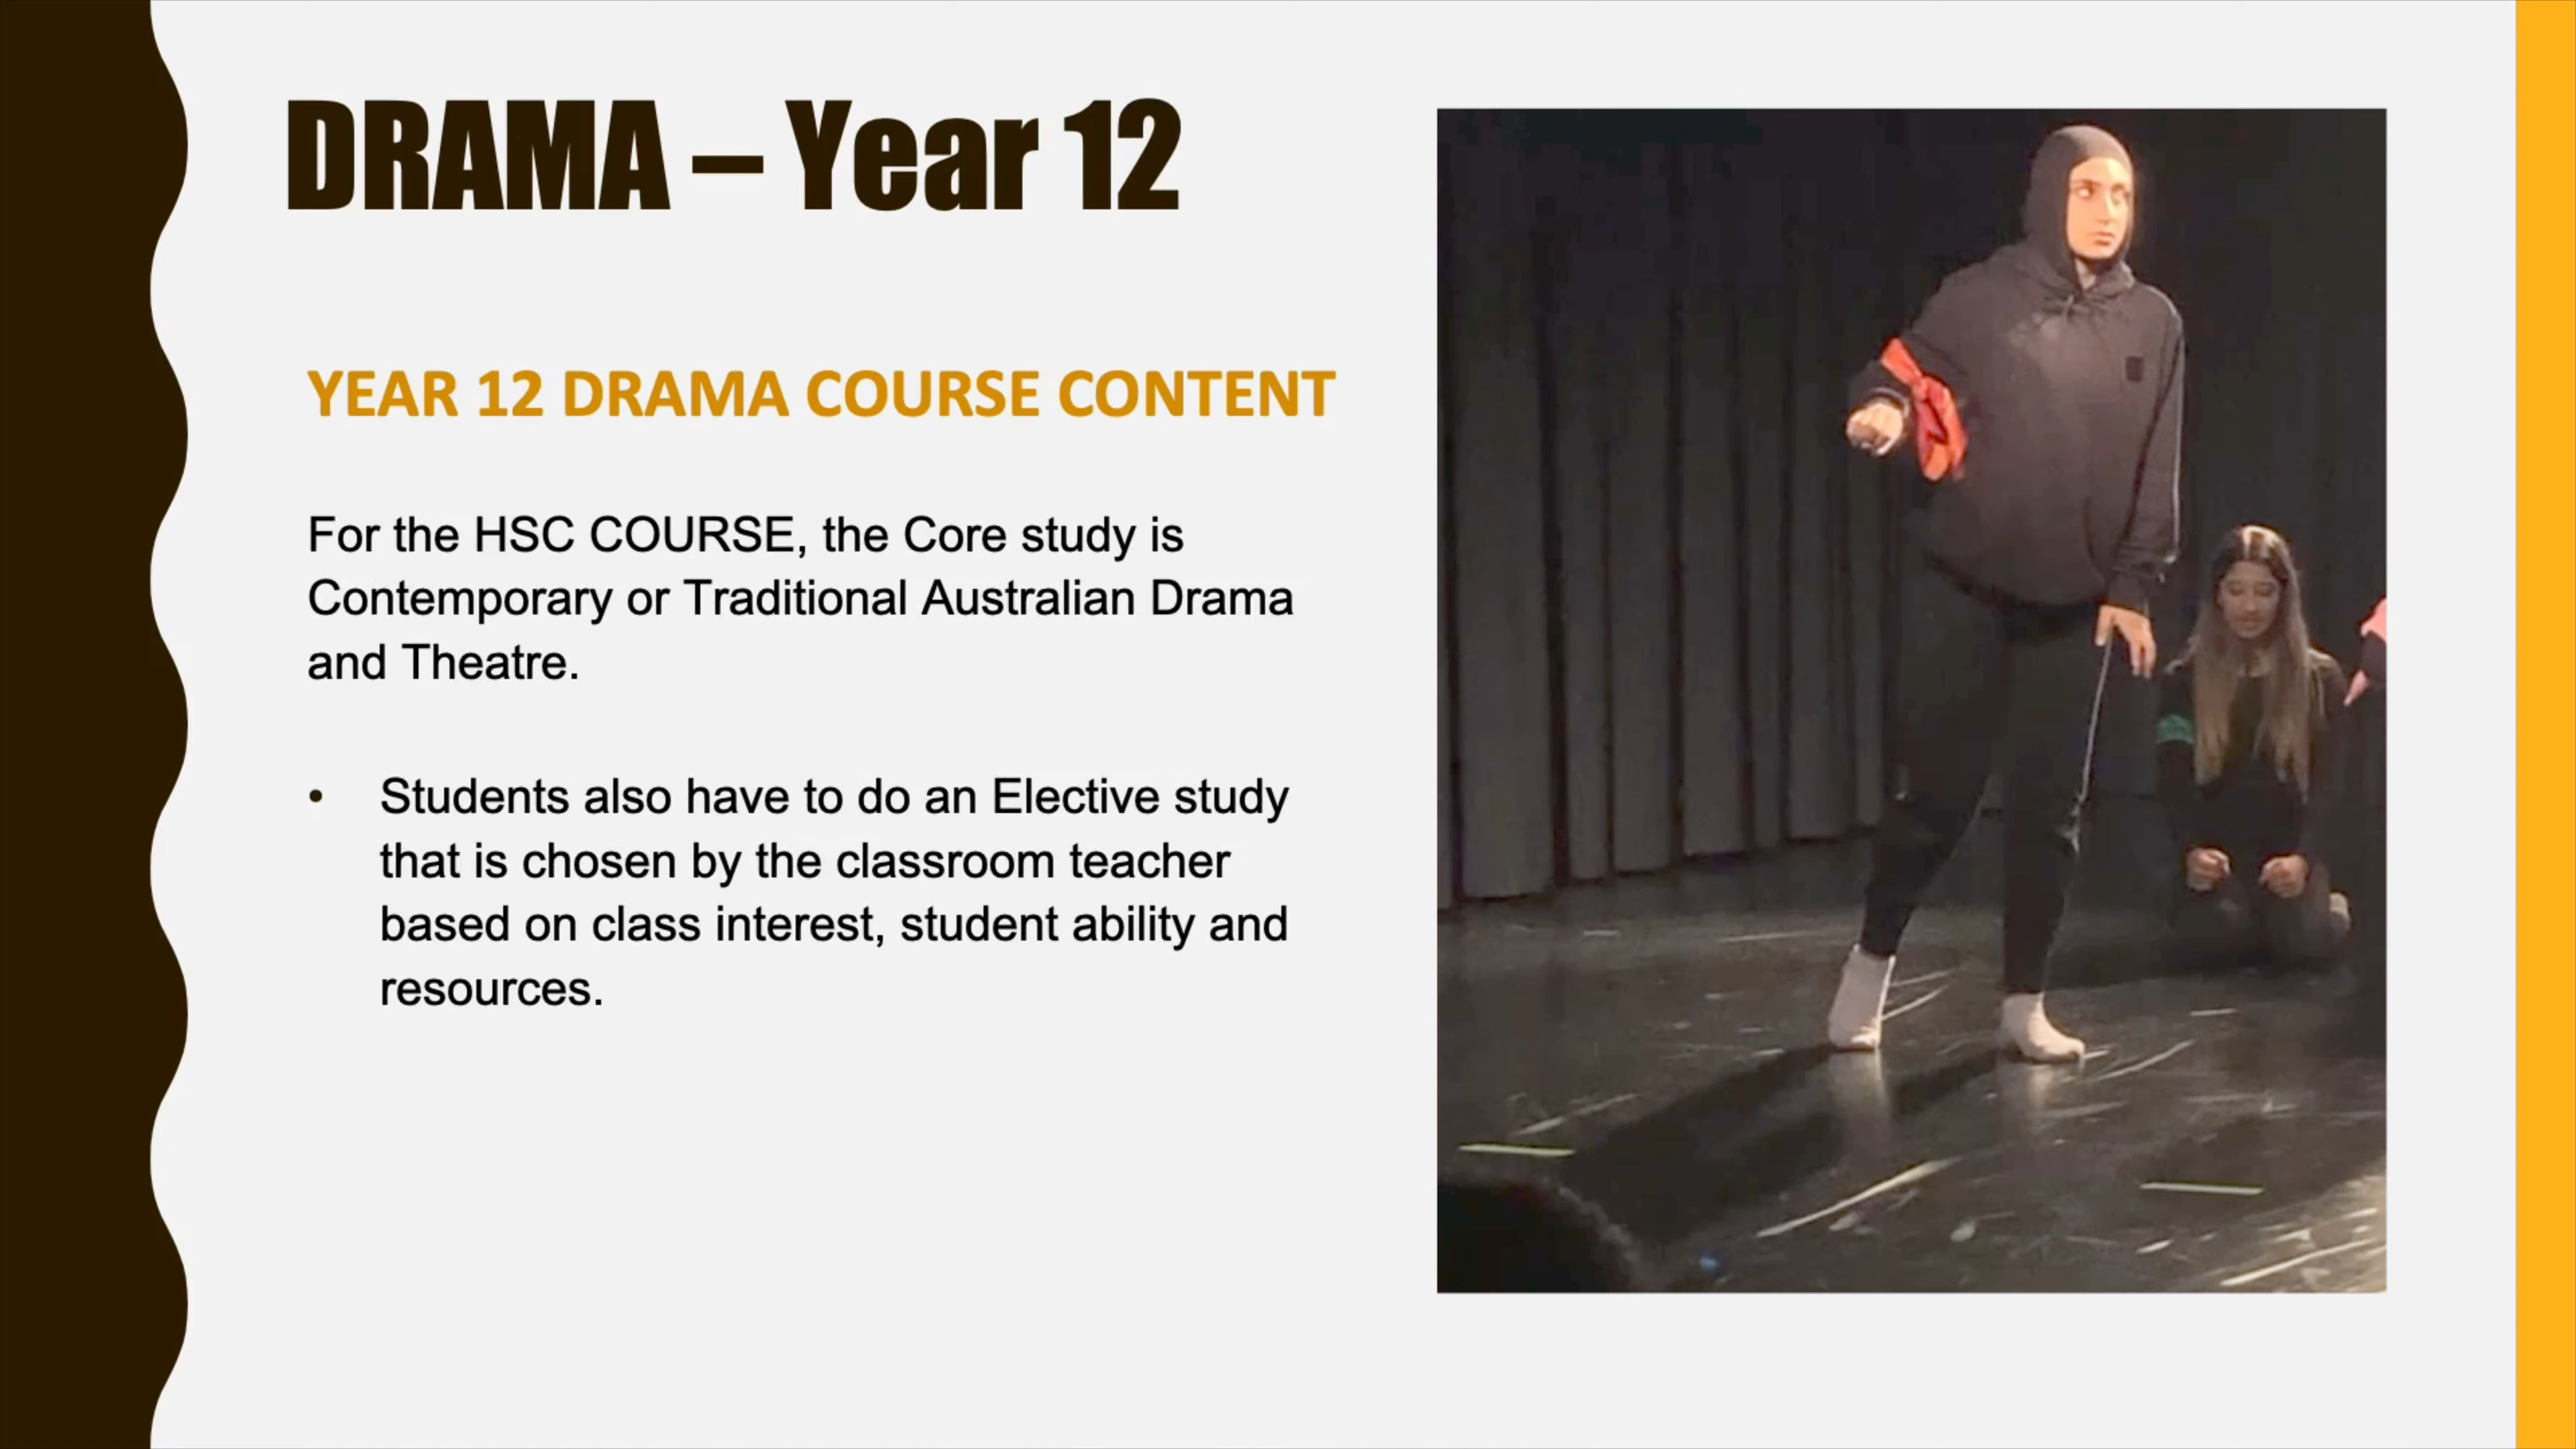 DRAMA – Year 12
YEAR 12 DRAMA COURSE CONTENT
For the HSC COURSE, the Core study is
Contemporary or Traditional Australian Drama
and Theatre.
• Students also have to do an Elective study
that is chosen by the classroom teacher
based on class interest, student ability and
resources.